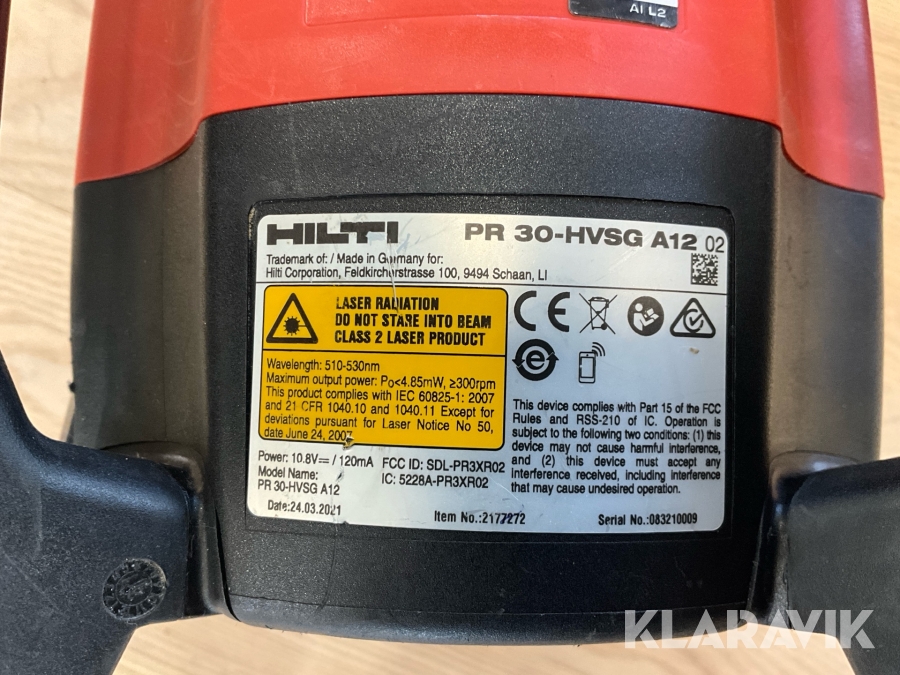 AI L2
HILTI PR 30-HVSG A12 02
Trademark of: / Made in Germany for:
Hilti Corporation, Feldkircherstrasse 100, 9494 Schaan, LI
LASER RADIATION
DO NOT STARE INTO BEAM
CLASS 2 LASER PRODUCT
Wavelength: 510-530nm
Maximum output power: Po<4.85mW, ≥300rpm
This product complies with IEC 60825-1: 2007
and 21 CFR 1040.10 and 1040.11 Except for
deviations pursuant for Laser Notice No 50,
date June 24, 2007
CE
e
This device complies with Part 15 of the FCC
Rules and RSS-210 of IC. Operation is
subject to the following two conditions: (1) this
device may not cause harmful interference,
and (2) this device must accept any
interference received, including interference
that may cause undesired operation.
Power: 10.8V⎓ / 120mA
Model Name:
PR 30-HVSG A12
FCC ID: SDL-PR3XR02
IC: 5228A-PR3XR02
Date:24.03.2021
Item No.:2177272
Serial No.:083210009
KLARAVIK